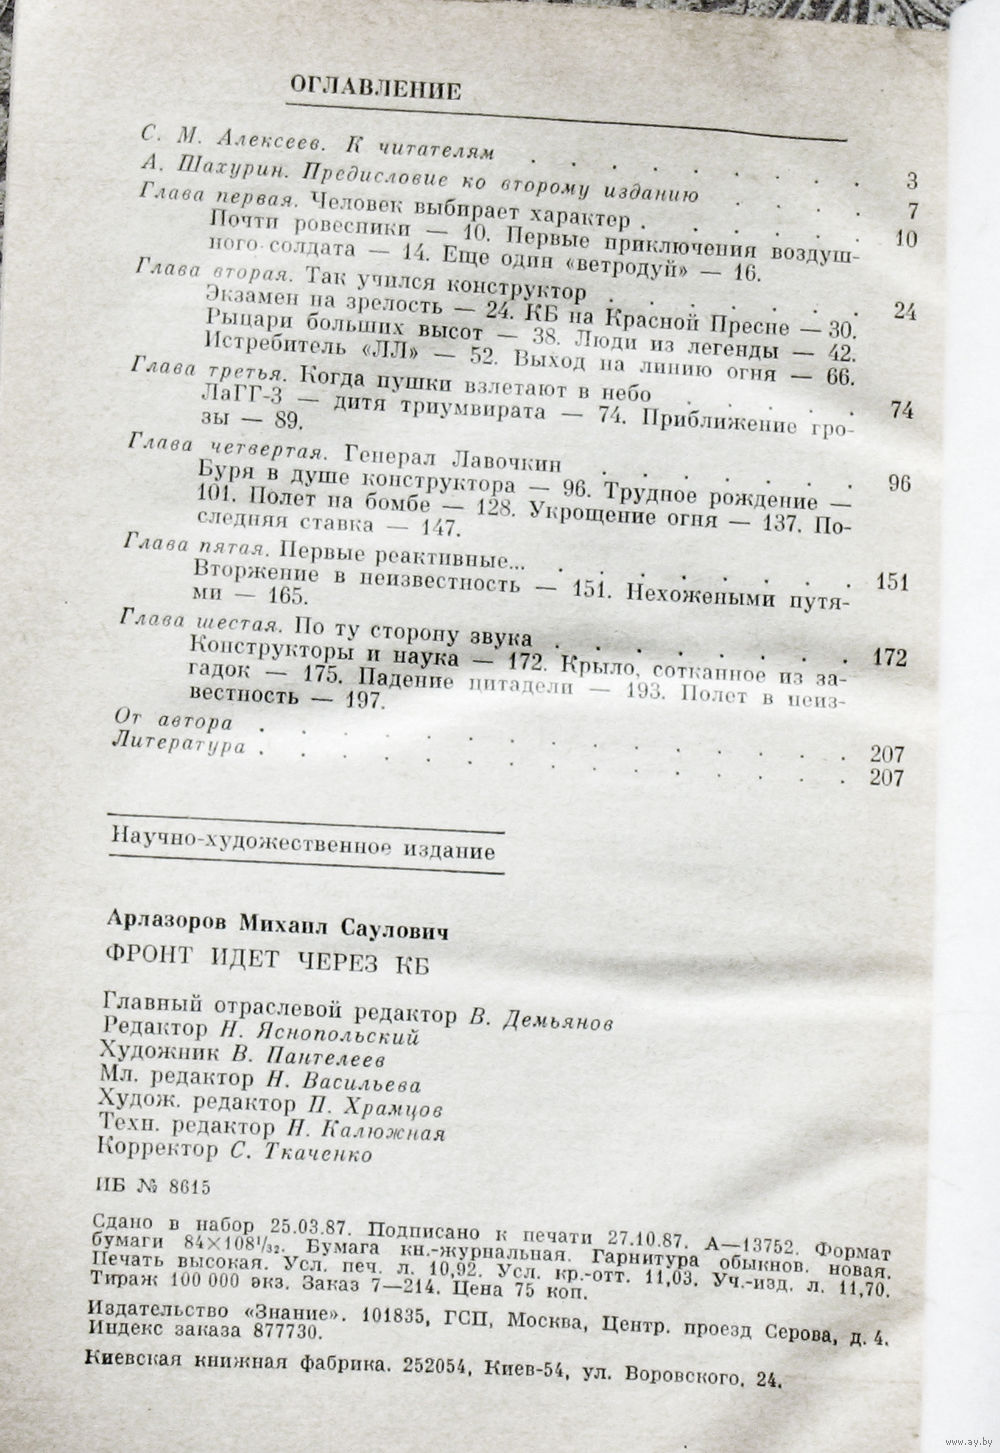 ОГЛАВЛЕНИЕ
С. М. Алексеев. К читателям . . . . . . . . 3
А. Шахурин. Предисловие ко второму изданию . . . . 7
Глава первая. Человек выбирает характер . . . . . . 10
Почти ровесники — 10. Первые приключения воздуш-
ного солдата — 14. Еще один «ветродуй» — 16.
Глава вторая. Так учился конструктор . . . . . . . 24
Экзамен на зрелость — 24. КБ на Красной Пресне — 30.
Рыцари больших высот — 38. Люди из легенды — 42.
Истребитель «ЛЛ» — 52. Выход на линию огня — 66.
Глава третья. Когда пушки взлетают в небо . . . . . 74
ЛаГГ-3 — дитя триумвирата — 74. Приближение гро-
зы — 89.
Глава четвертая. Генерал Лавочкин . . . . . . . 96
Буря в душе конструктора — 96. Трудное рождение —
101. Полет на бомбе — 128. Укрощение огня — 137. По-
следняя ставка — 147.
Глава пятая. Первые реактивные... . . . . . . . . 151
Вторжение в неизвестность — 151. Нехожеными путя-
ми — 165.
Глава шестая. По ту сторону звука . . . . . . . . 172
Конструкторы и наука — 172. Крыло, сотканное из за-
гадок — 175. Падение цитадели — 193. Полет в неиз-
вестность — 197.
От автора . . . . . . . . . . . . . . . 207
Литература . . . . . . . . . . . . . . . 207
Научно-художественное издание
Арлазоров Михаил Саулович
ФРОНТ ИДЕТ ЧЕРЕЗ КБ
Главный отраслевой редактор В. Демьянов
Редактор Н. Яснопольский
Художник В. Пантелеев
Мл. редактор Н. Васильева
Худож. редактор П. Храмцов
Техн. редактор Н. Калюжная
Корректор С. Ткаченко
ИБ № 8615
Сдано в набор 25.03.87. Подписано к печати 27.10.87. А—13752. Формат
бумаги 84×108¹/₃₂. Бумага кн.-журнальная. Гарнитура обыкнов. новая.
Печать высокая. Усл. печ. л. 10,92. Усл. кр.-отт. 11,03. Уч.-изд. л. 11,70.
Тираж 100 000 экз. Заказ 7—214. Цена 75 коп.
Издательство «Знание». 101835, ГСП, Москва, Центр. проезд Серова, д. 4.
Индекс заказа 877730.
Киевская книжная фабрика. 252054, Киев-54, ул. Воровского, 24.
www.ay.by